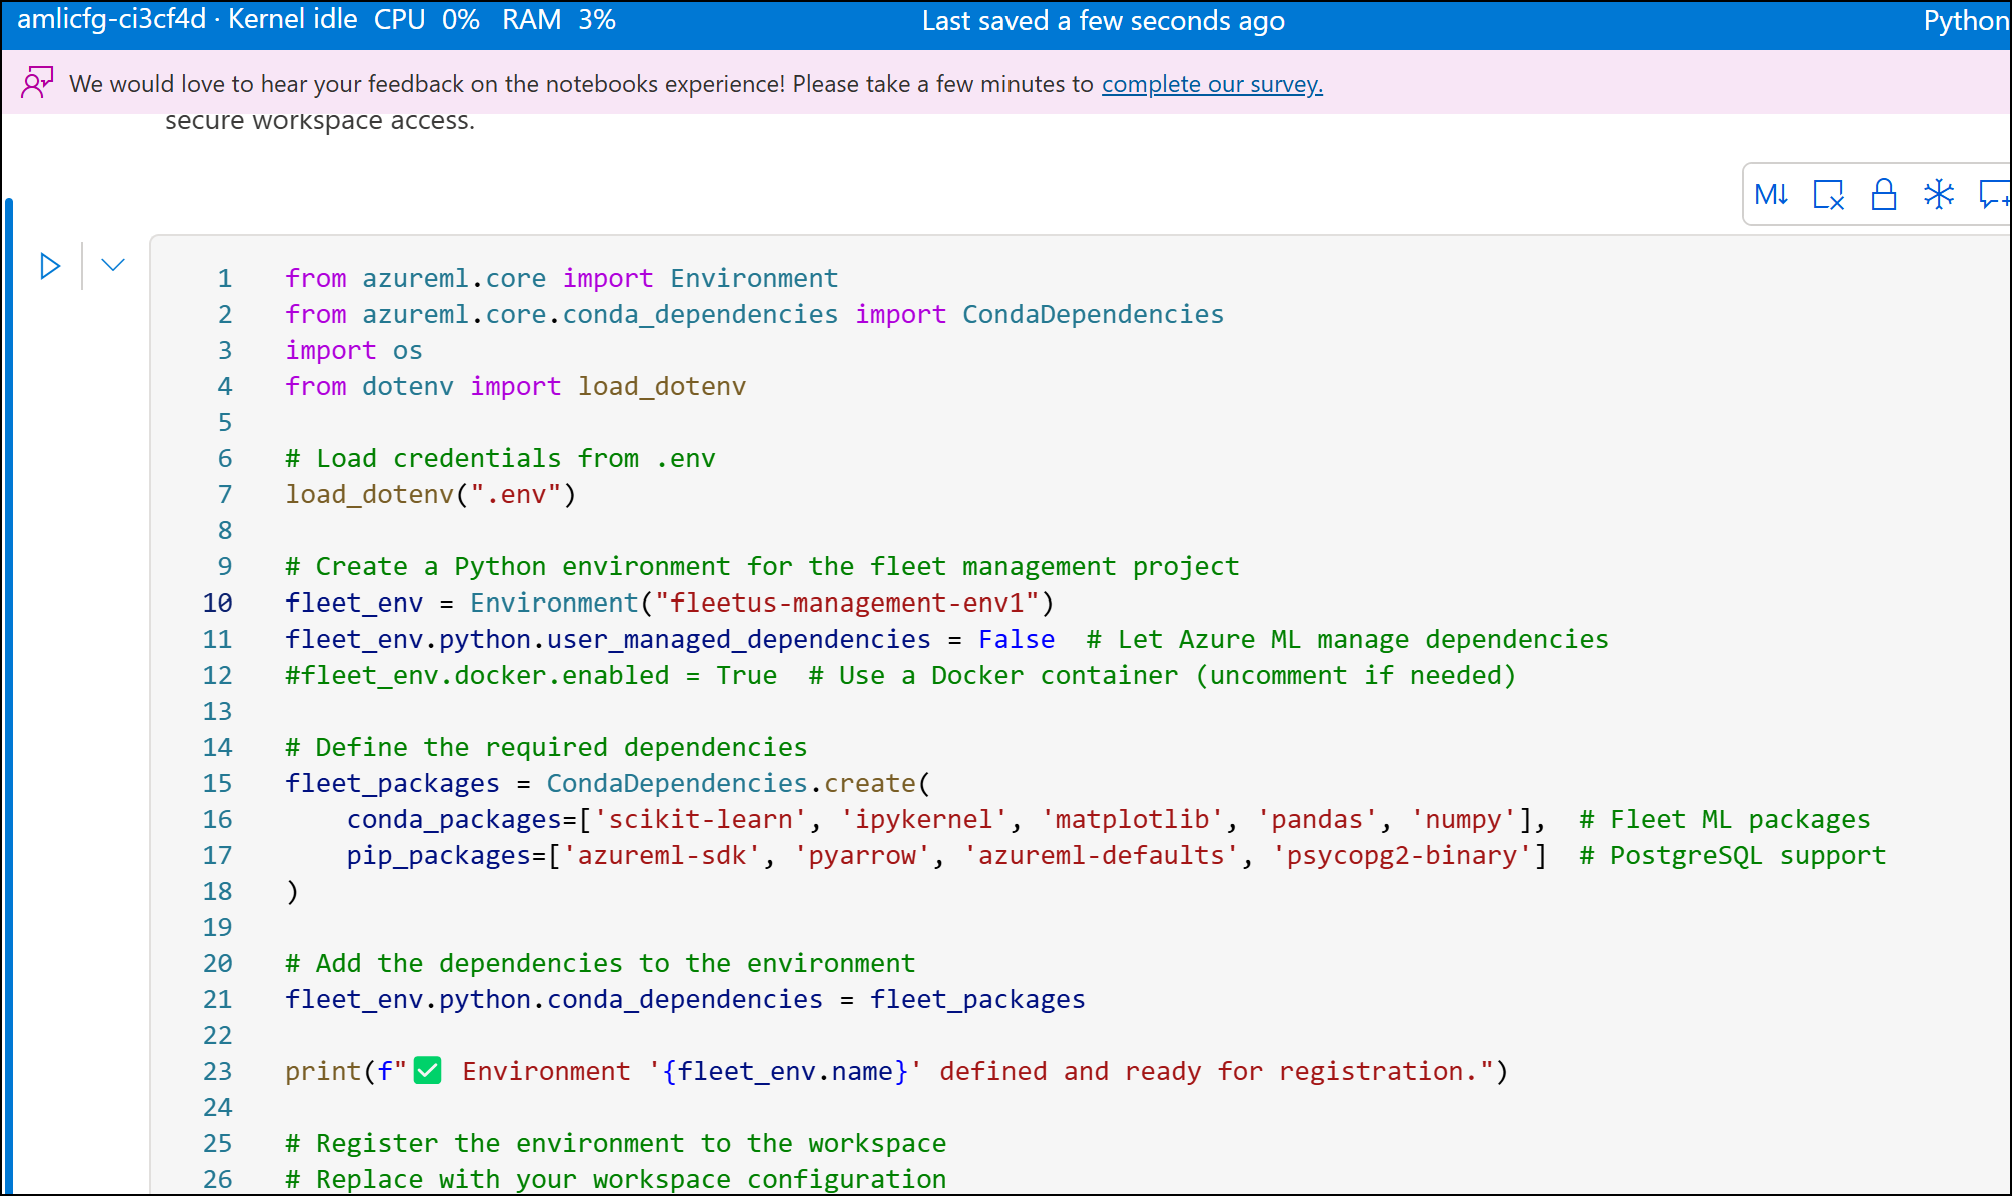 amlicfg-ci3cf4d · Kernel idle CPU 0% RAM 3% Last saved a few seconds ago Python
We would love to hear your feedback on the notebooks experience! Please take a few minutes to complete our survey.
secure workspace access.
M↓
1 from azureml.core import Environment
2 from azureml.core.conda_dependencies import CondaDependencies
3 import os
4 from dotenv import load_dotenv
5
6 # Load credentials from .env
7 load_dotenv(".env")
8
9 # Create a Python environment for the fleet management project
10 fleet_env = Environment("fleetus-management-env1")
11 fleet_env.python.user_managed_dependencies = False  # Let Azure ML manage dependencies
12 #fleet_env.docker.enabled = True  # Use a Docker container (uncomment if needed)
13
14 # Define the required dependencies
15 fleet_packages = CondaDependencies.create(
16     conda_packages=['scikit-learn', 'ipykernel', 'matplotlib', 'pandas', 'numpy'],  # Fleet ML packages
17     pip_packages=['azureml-sdk', 'pyarrow', 'azureml-defaults', 'psycopg2-binary']  # PostgreSQL support
18 )
19
20 # Add the dependencies to the environment
21 fleet_env.python.conda_dependencies = fleet_packages
22
23 print(f"✅ Environment '{fleet_env.name}' defined and ready for registration.")
24
25 # Register the environment to the workspace
26 # Replace with your workspace configuration